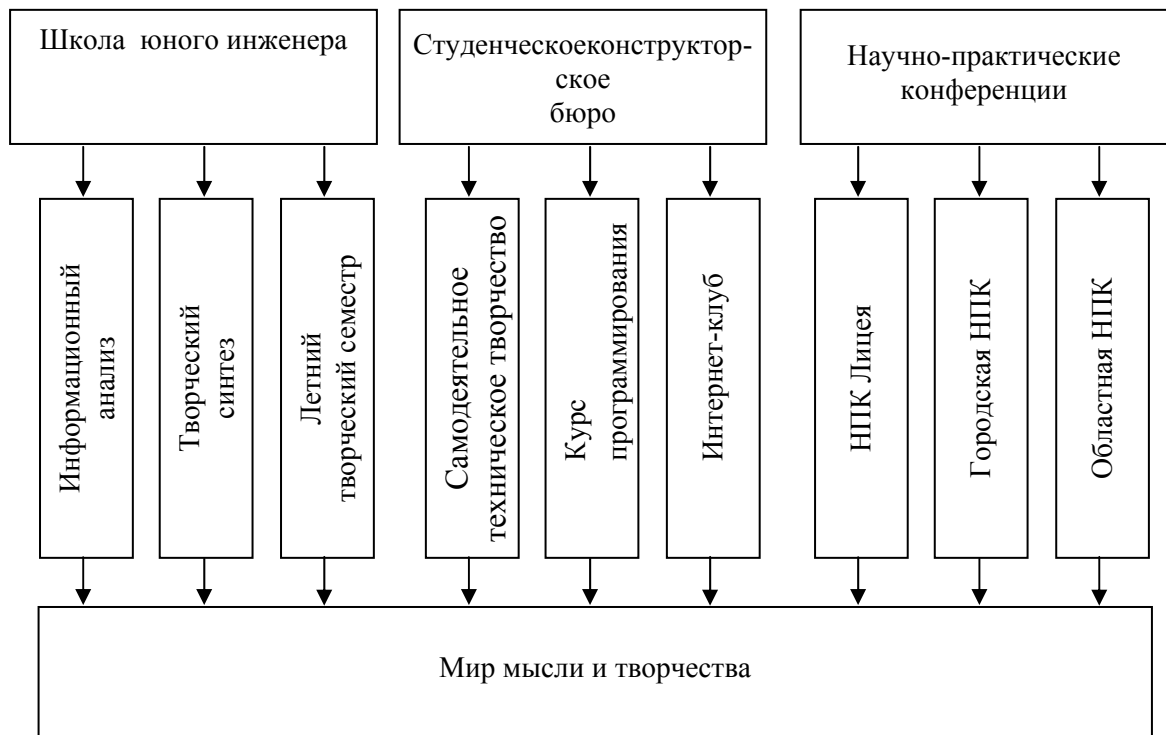 Школа юного инженера
Студенческоеконструктор-
ское
бюро
Научно-практические
конференции
Информационный
анализ
Творческий
синтез
Летний
творческий семестр
Самодеятельное
техническое творчество
Курс
программирования
Интернет-клуб
НПК Лицея
Городская НПК
Областная НПК
Мир мысли и творчества